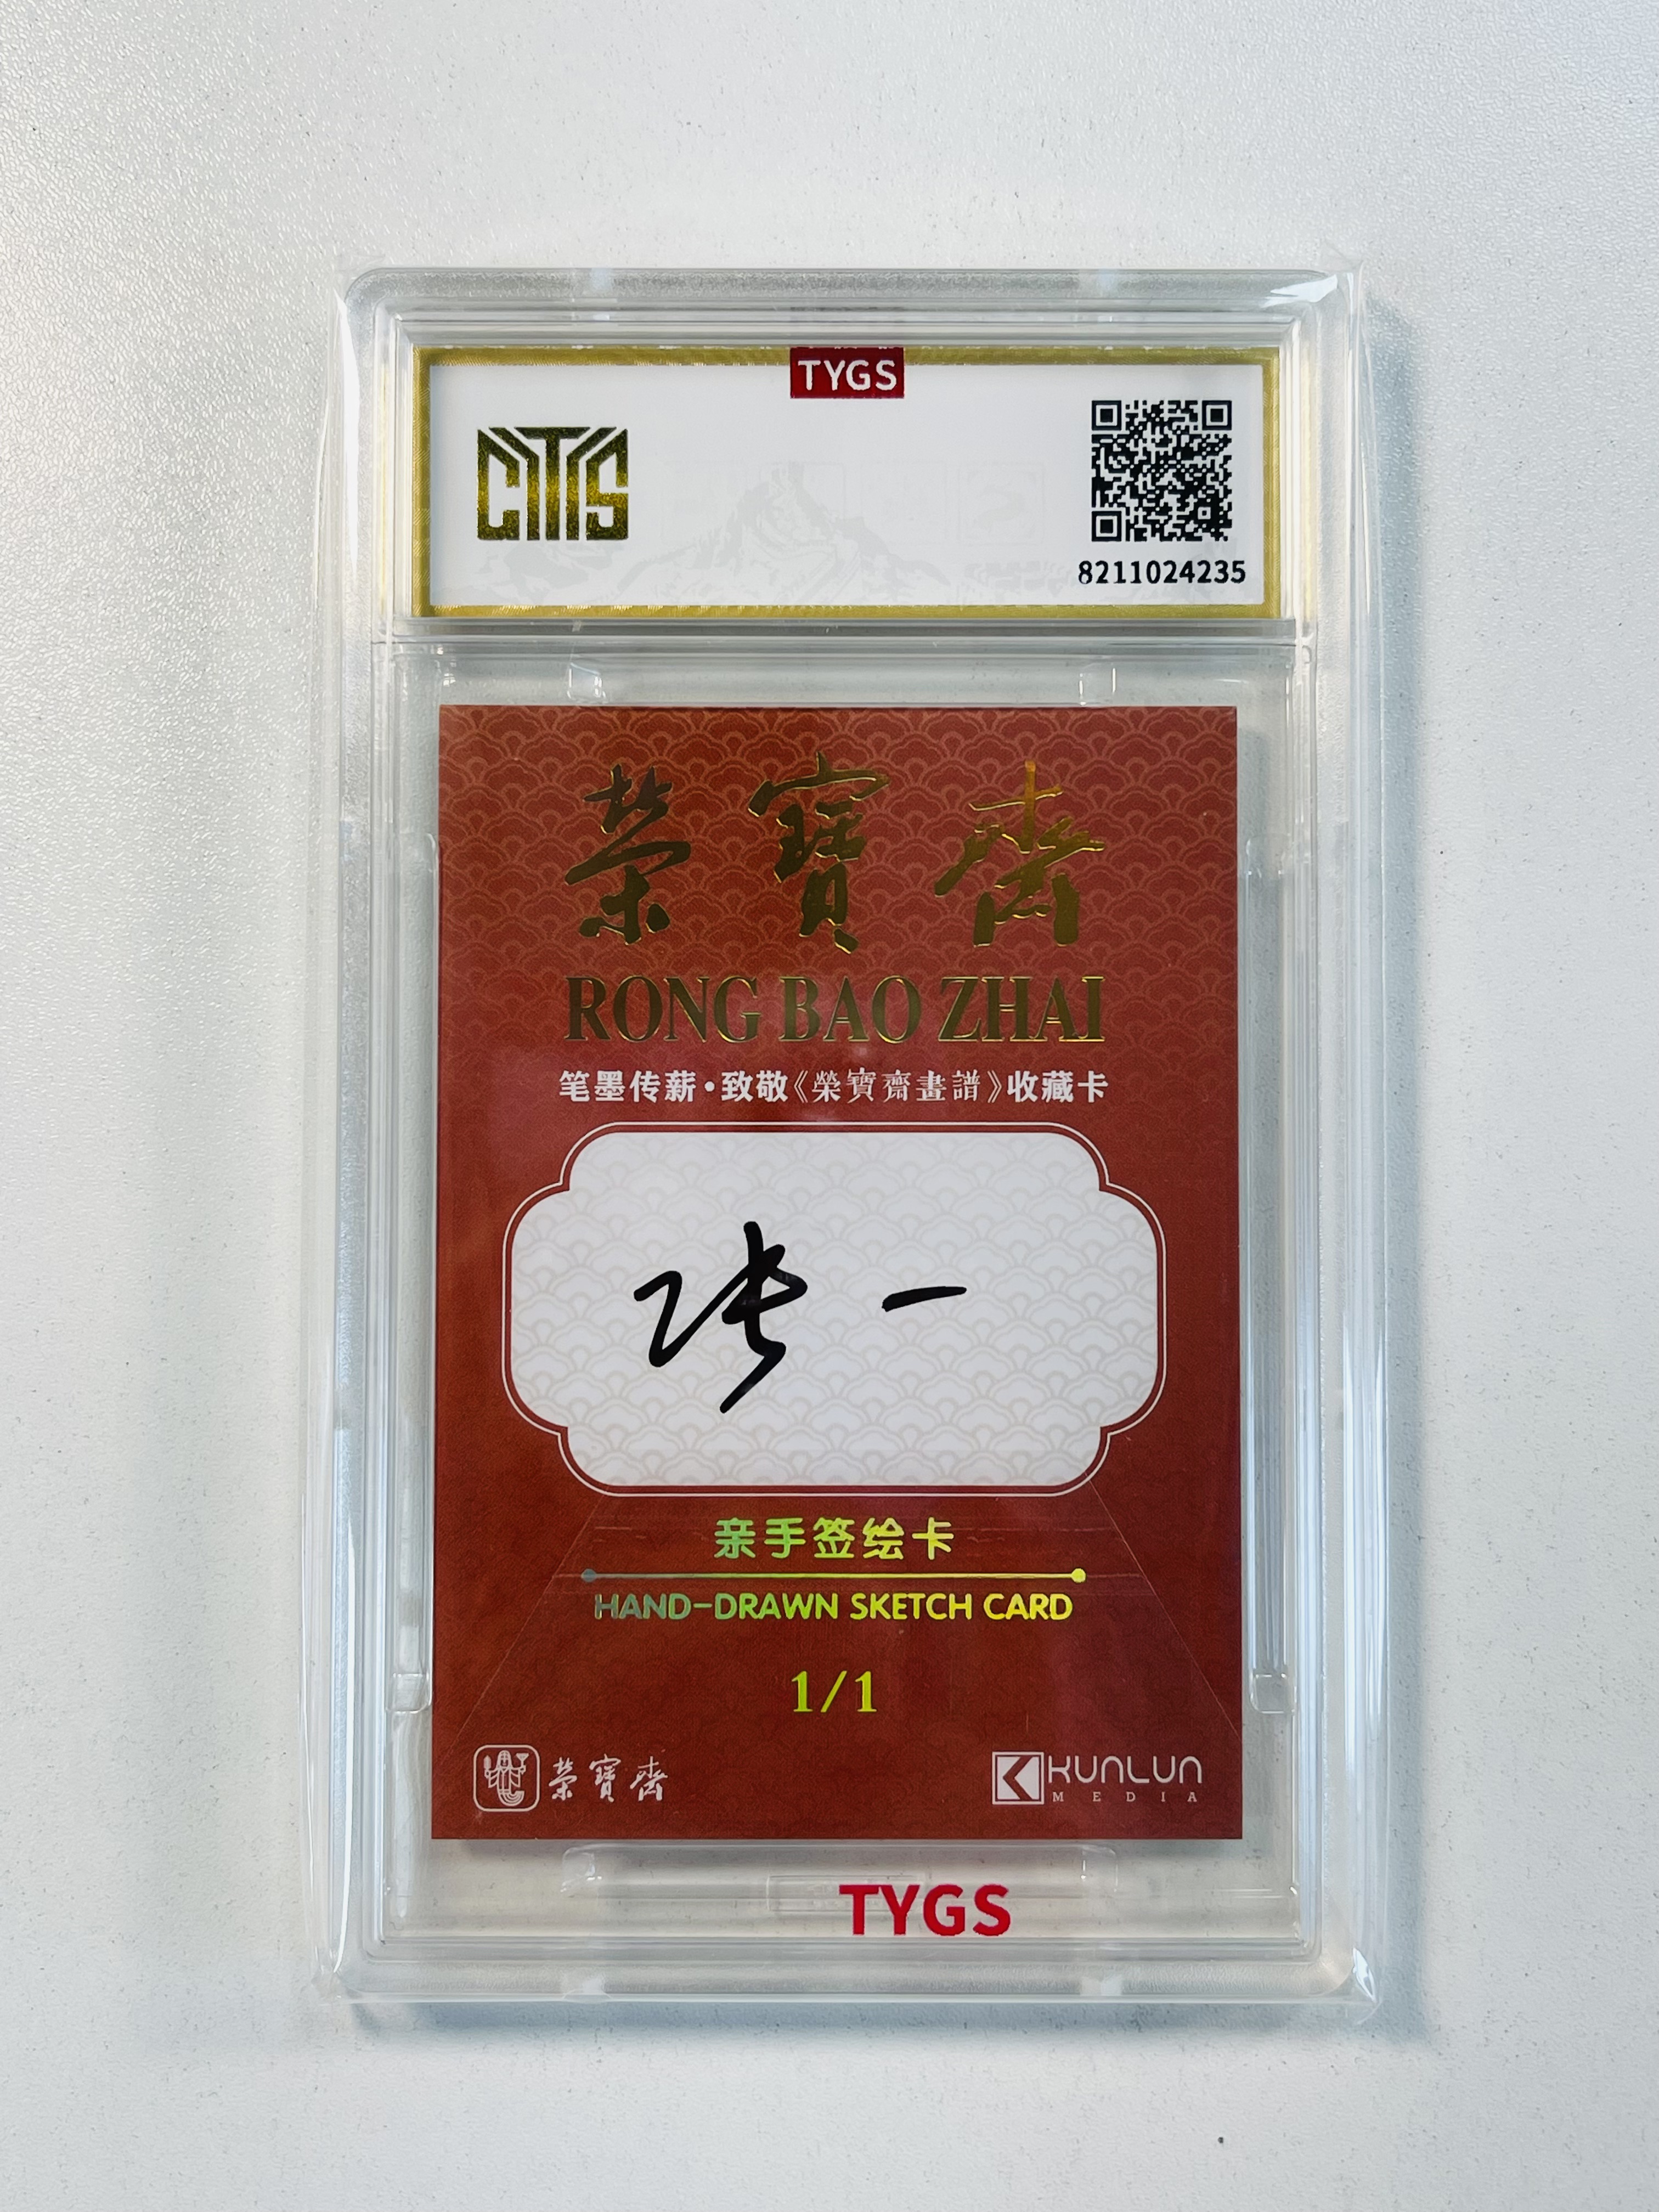 TYGS
CTTS
8211024235
榮寶齋
RONG BAO ZHAI
笔墨传薪·致敬《榮寶齋畫譜》收藏卡
张一
亲手签绘卡
HAND-DRAWN SKETCH CARD
1/1
榮寶齋
KUNLUN
MEDIA
TYGS